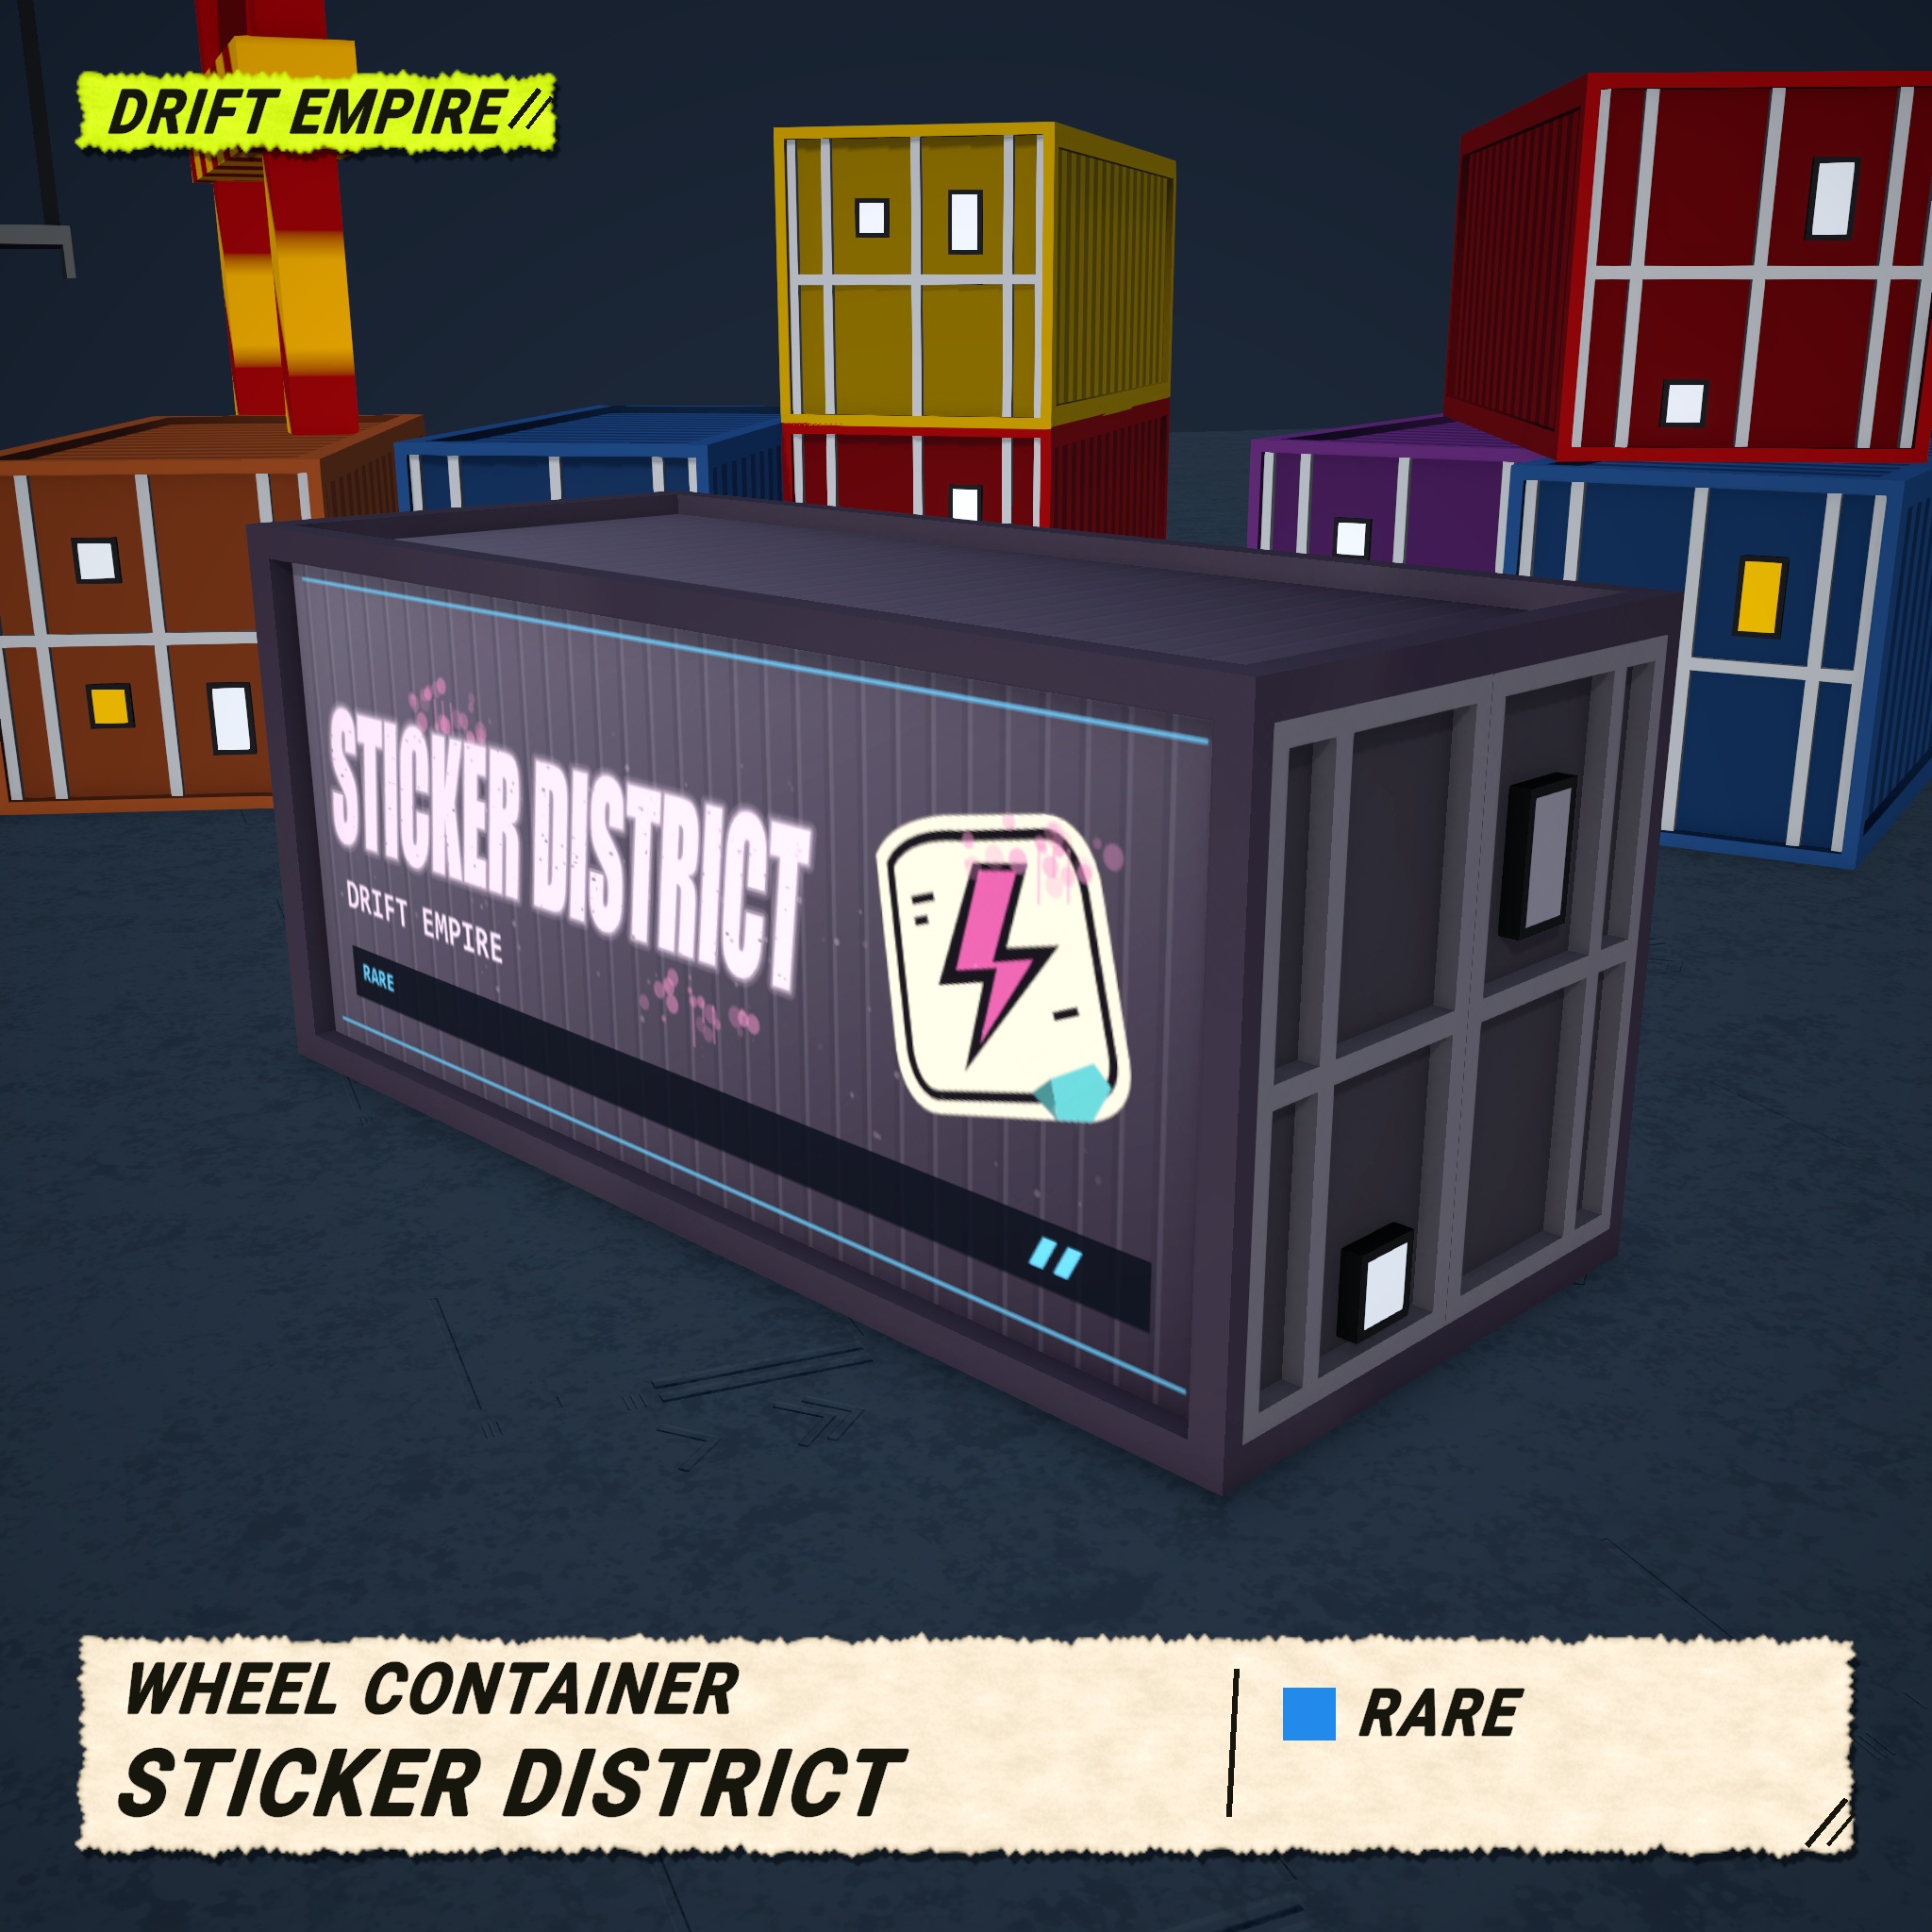 DRIFT EMPIRE//
STICKER DISTRICT
DRIFT EMPIRE
RARE
WHEEL CONTAINER
STICKER DISTRICT
RARE